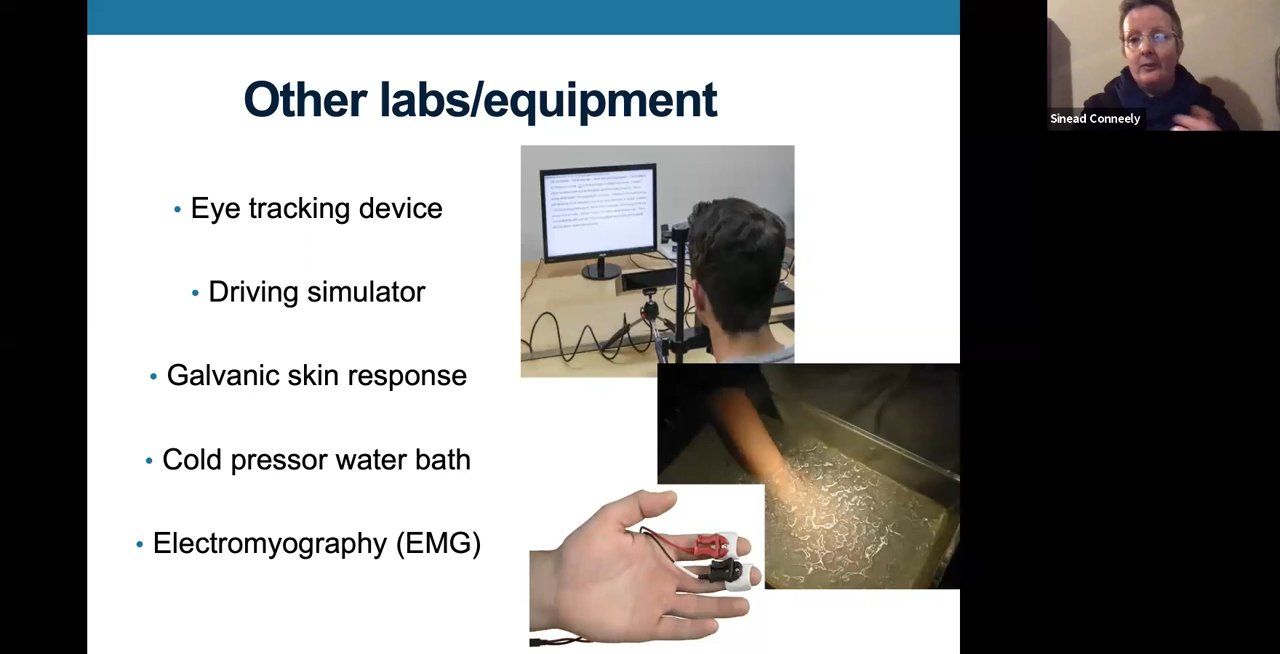 Other labs/equipment
• Eye tracking device
• Driving simulator
• Galvanic skin response
• Cold pressor water bath
• Electromyography (EMG)
Sinead Conneely